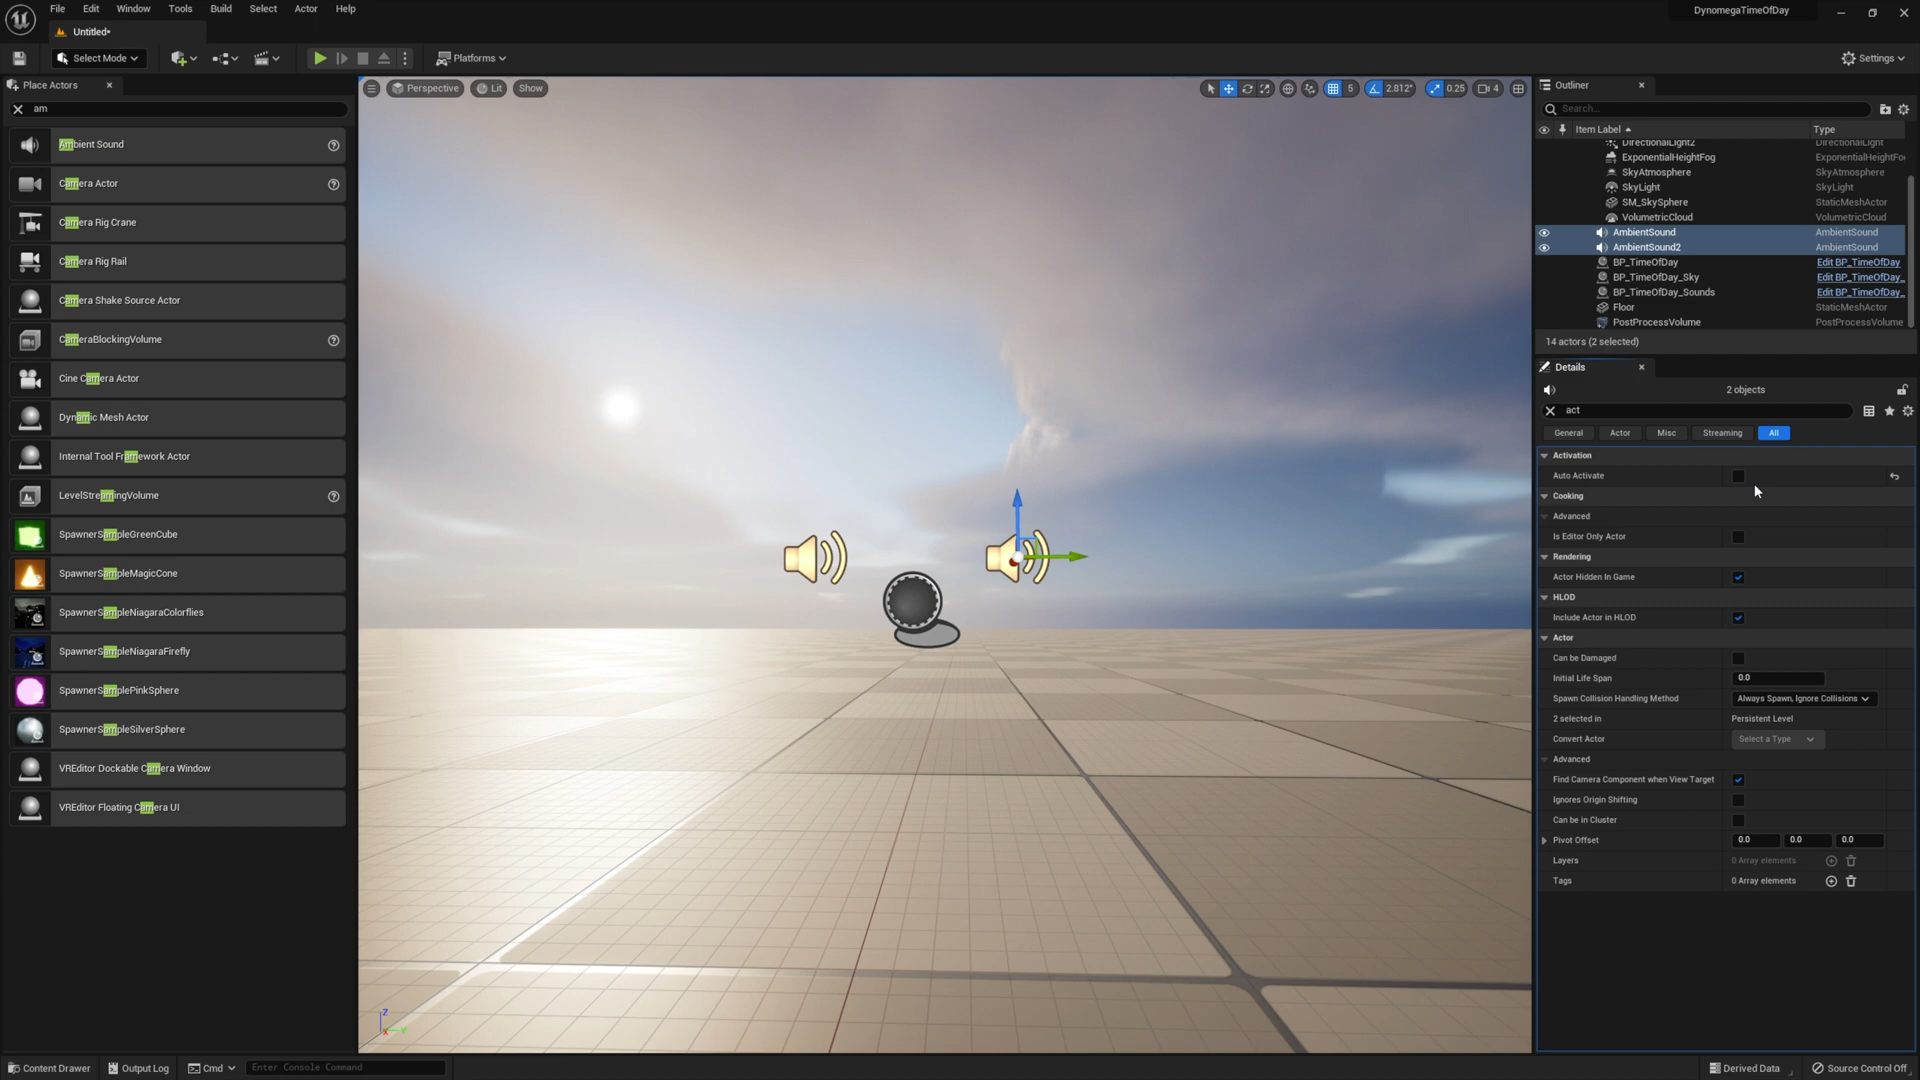 File Edit Window Tools Build Select Actor Help
DynomegaTimeOfDay
Untitled*
Select Mode
Platforms
Settings
Place Actors
am
Ambient Sound
Camera Actor
Camera Rig Crane
Camera Rig Rail
Camera Shake Source Actor
CameraBlockingVolume
Cine Camera Actor
Dynamic Mesh Actor
Internal Tool Framework Actor
LevelStreamingVolume
SpawnerSampleGreenCube
SpawnerSampleMagicCone
SpawnerSampleNiagaraColorflies
SpawnerSampleNiagaraFirefly
SpawnerSamplePinkSphere
SpawnerSampleSilverSphere
VREditor Dockable Camera Window
VREditor Floating Camera UI
Perspective Lit Show
5 2.812° 0.25 4
Z
X Y
Outliner
Search...
Item Label Type
DirectionalLight2 DirectionalLight
ExponentialHeightFog ExponentialHeightFo
SkyAtmosphere SkyAtmosphere
SkyLight SkyLight
SM_SkySphere StaticMeshActor
VolumetricCloud VolumetricCloud
AmbientSound AmbientSound
AmbientSound2 AmbientSound
BP_TimeOfDay Edit BP_TimeOfDay
BP_TimeOfDay_Sky Edit BP_TimeOfDay_
BP_TimeOfDay_Sounds Edit BP_TimeOfDay_
Floor StaticMeshActor
PostProcessVolume PostProcessVolume
14 actors (2 selected)
Details
2 objects
act
General Actor Misc Streaming All
Activation
Auto Activate
Cooking
Advanced
Is Editor Only Actor
Rendering
Actor Hidden In Game
HLOD
Include Actor in HLOD
Actor
Can be Damaged
Initial Life Span 0.0
Spawn Collision Handling Method Always Spawn, Ignore Collisions
2 selected in Persistent Level
Convert Actor Select a Type
Advanced
Find Camera Component when View Target
Ignores Origin Shifting
Can be in Cluster
Pivot Offset 0.0 0.0 0.0
Layers 0 Array elements
Tags 0 Array elements
Content Drawer Output Log Cmd Enter Console Command
Derived Data Source Control Off